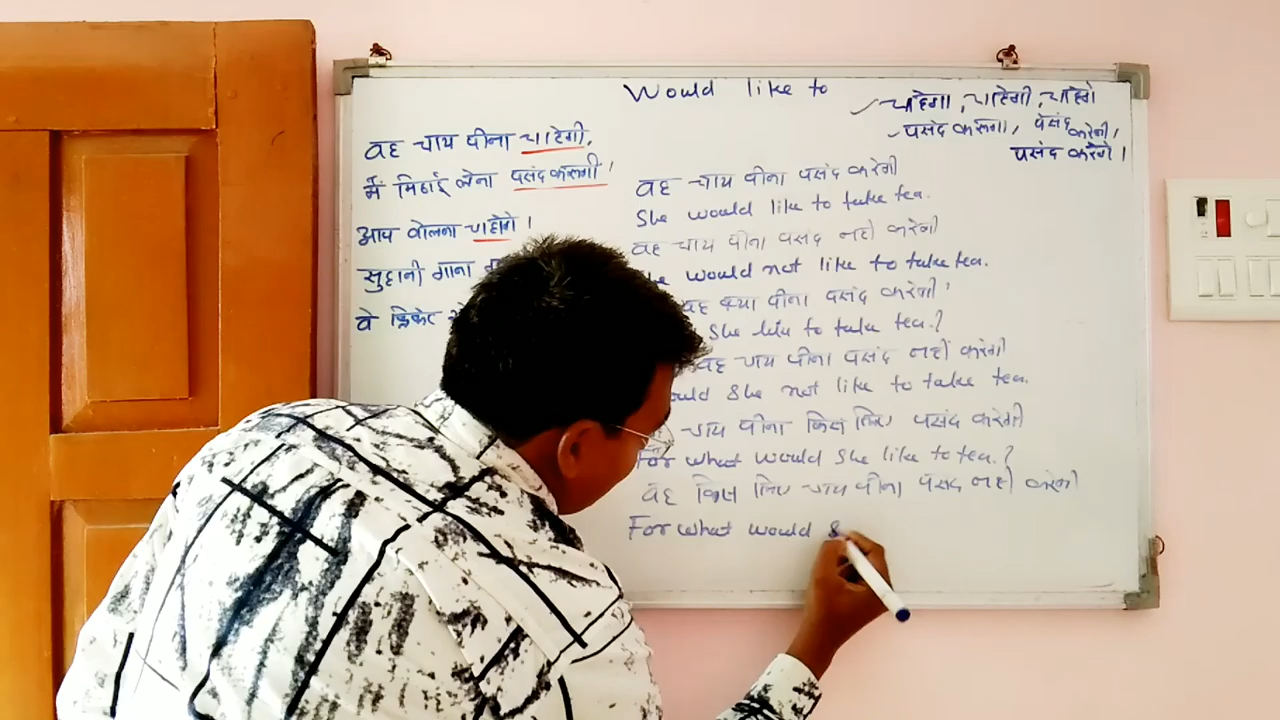 Would like to
चाहेगा, चाहेगी, चाहेगे
पसंद करूंगा, पसंद करेगी,
पसंद करेंगे।
वह चाय पीना चाहेगी,
मैं मिठाई लेना पसंद करूंगी।
आप बोलना चाहोगे।
सुहानी गाना
वे क्रिकेट
वह चाय पीना पसंद करेगी
She would like to take tea.
वह चाय पीना पसंद नहीं करेगी
would not like to take tea.
वह क्या पीना पसंद करेगी
She like to take tea?
वह चाय पीना पसंद नहीं करेगी
She not like to take tea.
चाय पीना किस लिए पसंद करेगी
For what would she like to tea.?
वह किस लिए चाय पीना पसंद नहीं करेगी
For what would